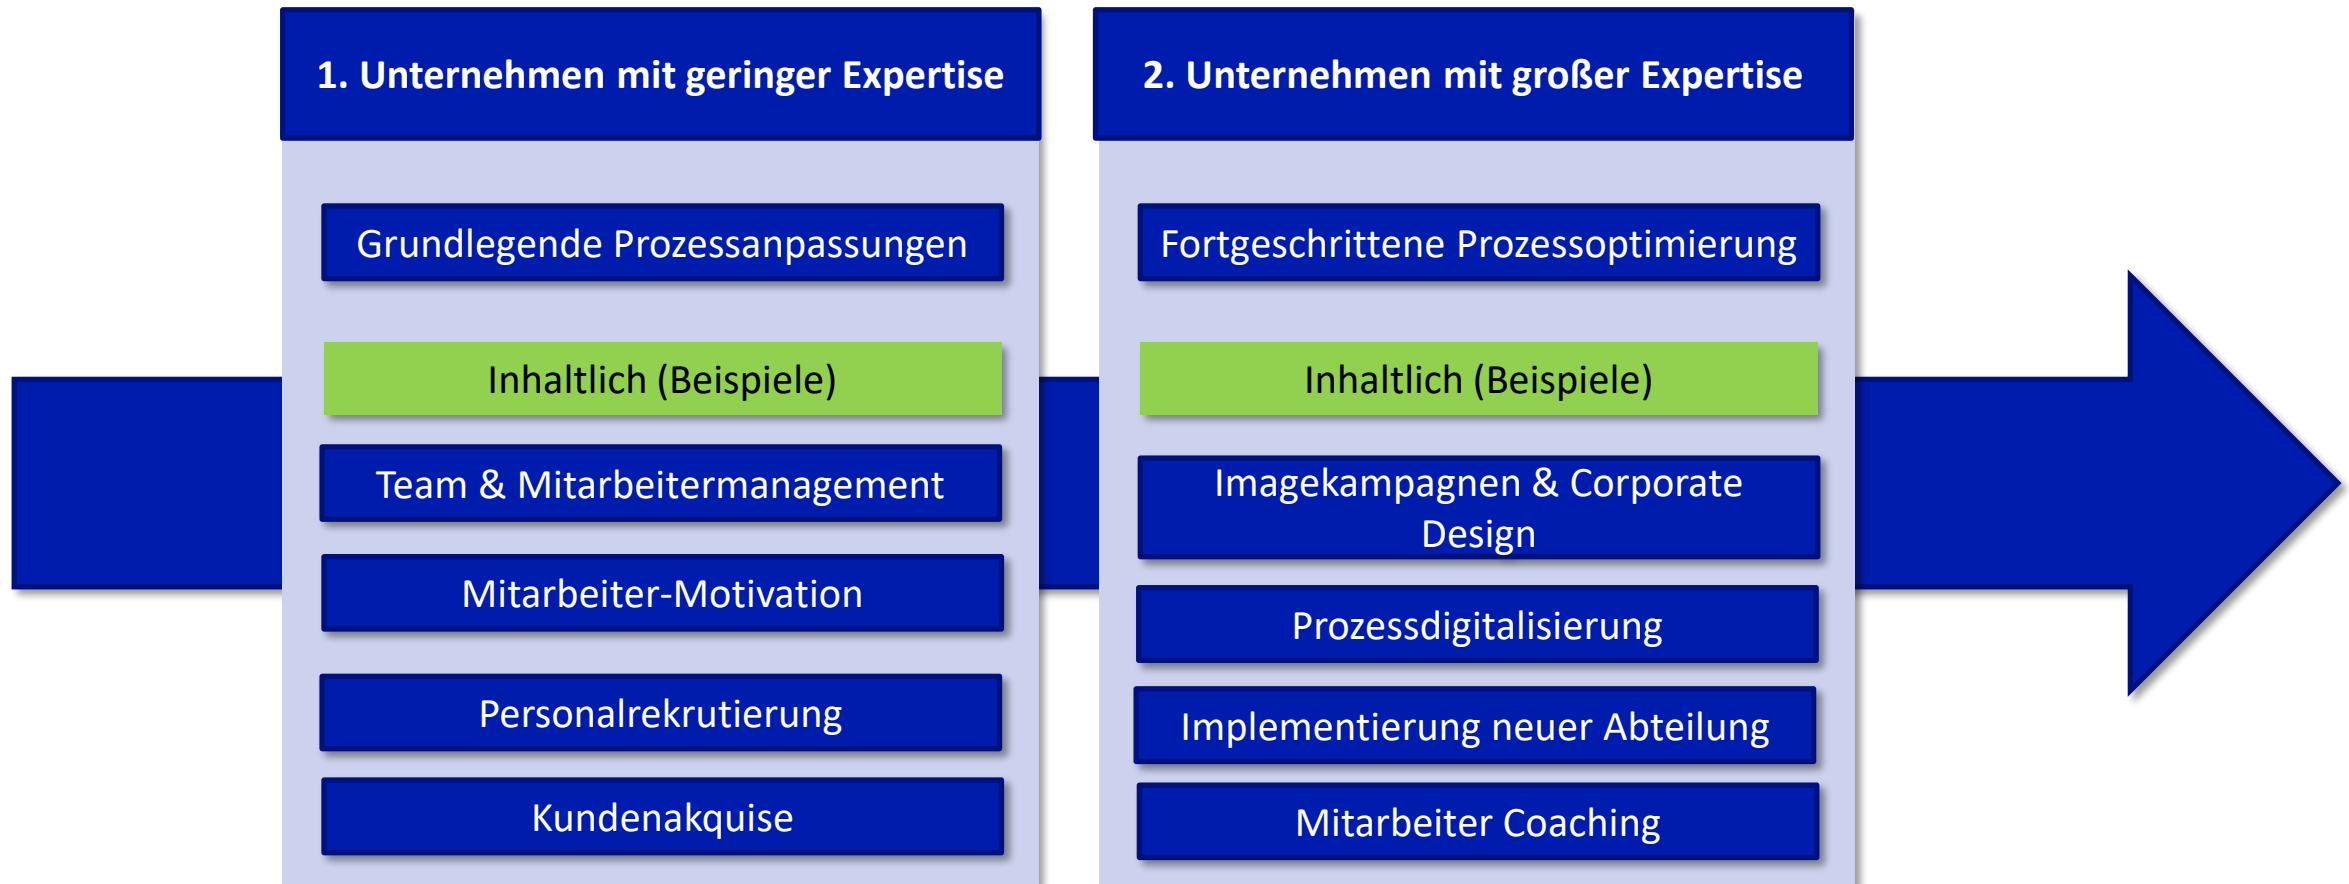 1. Unternehmen mit geringer Expertise
Grundlegende Prozessanpassungen
Inhaltlich (Beispiele)
Team & Mitarbeitermanagement
Mitarbeiter-Motivation
Personalrekrutierung
Kundenakquise
2. Unternehmen mit großer Expertise
Fortgeschrittene Prozessoptimierung
Inhaltlich (Beispiele)
Imagekampagnen & Corporate
Design
Prozessdigitalisierung
Implementierung neuer Abteilung
Mitarbeiter Coaching